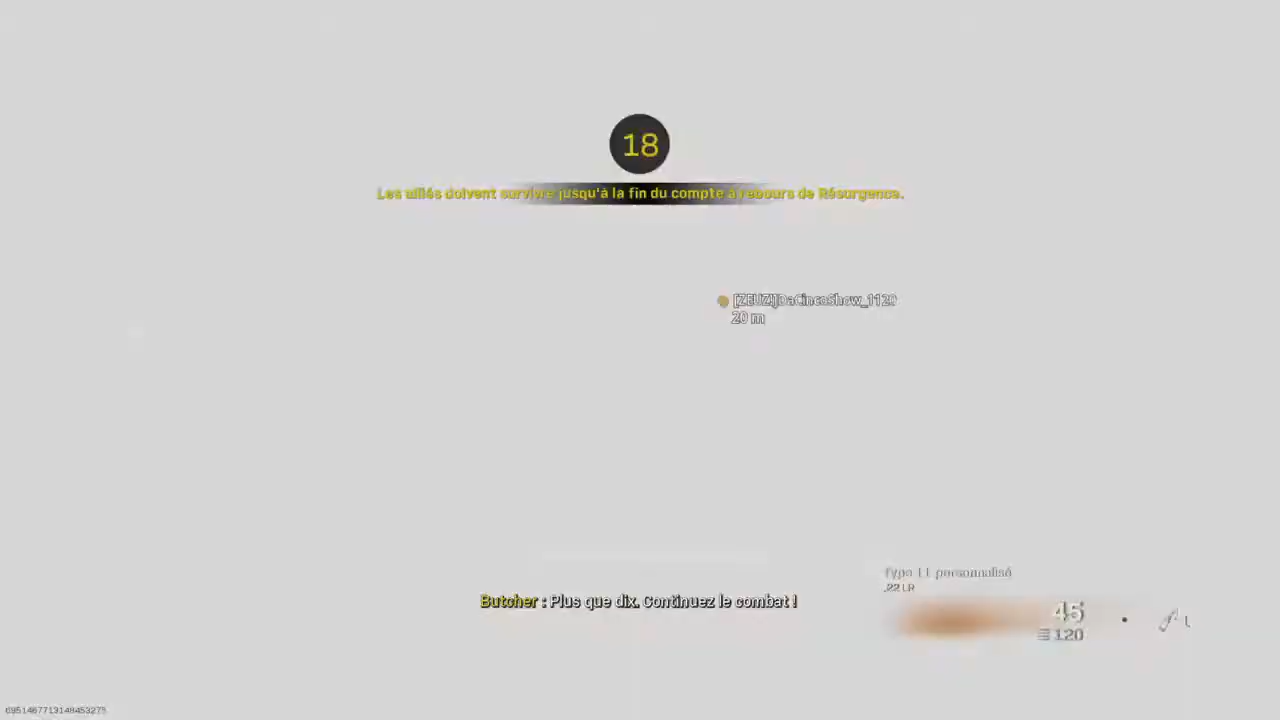 18
Les alliés doivent survivre jusqu'à la fin du compte à rebours de Résurgence.
[ZEUZ]DaCincoShow_1120
20 m
Type 11 personnalisé
.22 LR
45
120
L
Butcher : Plus que dix. Continuez le combat !